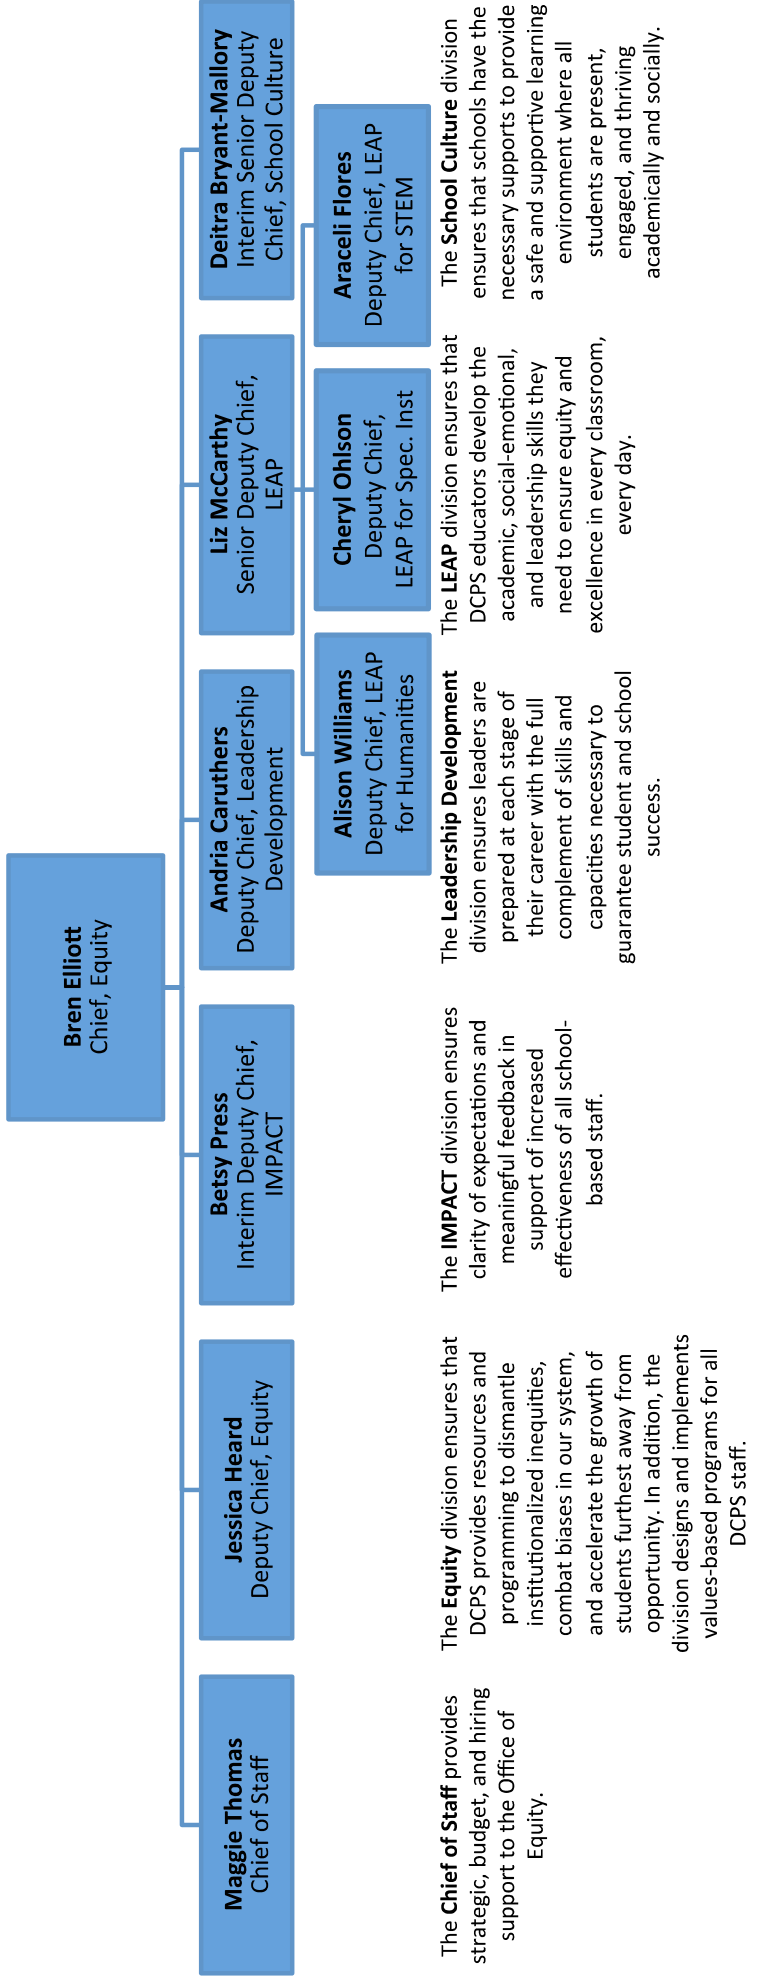 Bren Elliott
Chief, Equity
Maggie Thomas
Chief of Staff
Jessica Heard
Deputy Chief, Equity
Betsy Press
Interim Deputy Chief,
IMPACT
Andria Caruthers
Deputy Chief, Leadership
Development
Liz McCarthy
Senior Deputy Chief,
LEAP
Deitra Bryant-Mallory
Interim Senior Deputy
Chief, School Culture
Alison Williams
Deputy Chief, LEAP
for Humanities
Cheryl Ohlson
Deputy Chief,
LEAP for Spec. Inst
Araceli Flores
Deputy Chief, LEAP
for STEM
The Chief of Staff provides
strategic, budget, and hiring
support to the Office of
Equity.
The Equity division ensures that
DCPS provides resources and
programming to dismantle
institutionalized inequities,
combat biases in our system,
and accelerate the growth of
students furthest away from
opportunity. In addition, the
division designs and implements
values-based programs for all
DCPS staff.
The IMPACT division ensures
clarity of expectations and
meaningful feedback in
support of increased
effectiveness of all school-
based staff.
The Leadership Development
division ensures leaders are
prepared at each stage of
their career with the full
complement of skills and
capacities necessary to
guarantee student and school
success.
The LEAP division ensures that
DCPS educators develop the
academic, social-emotional,
and leadership skills they
need to ensure equity and
excellence in every classroom,
every day.
The School Culture division
ensures that schools have the
necessary supports to provide
a safe and supportive learning
environment where all
students are present,
engaged, and thriving
academically and socially.